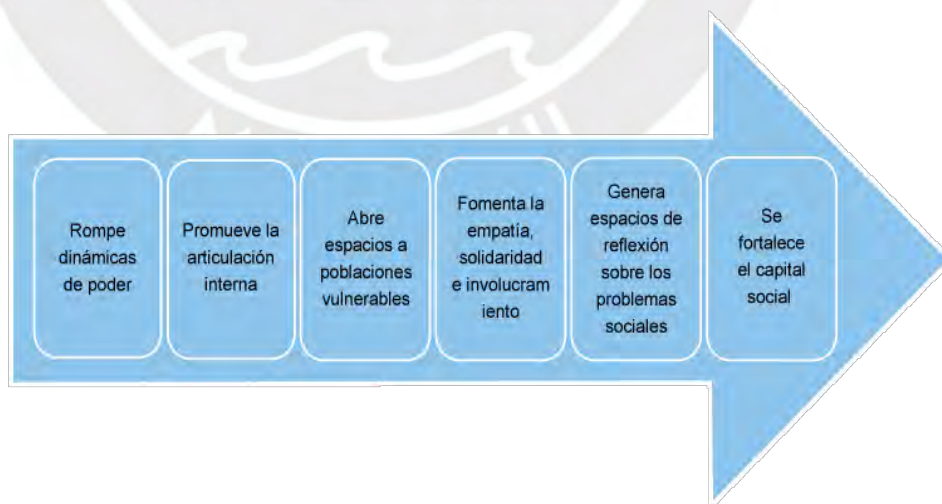 Rompe
dinámicas
de poder
Promueve la
articulación
interna
Abre
espacios a
poblaciones
vulnerables
Fomenta la
empatía,
solidaridad
e involucram
iento
Genera
espacios de
reflexión
sobre los
problemas
sociales
Se
fortalece
el capital
social